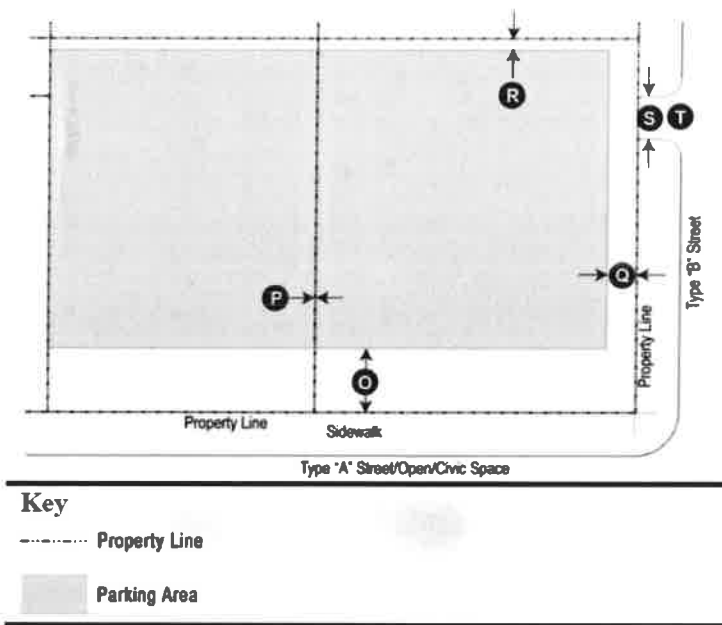 R
S T
Type "B" Street
Q
P
Property Line
O
Property Line
Sidewalk
Type "A" Street/Open/Civic Space
Key
Property Line
Parking Area